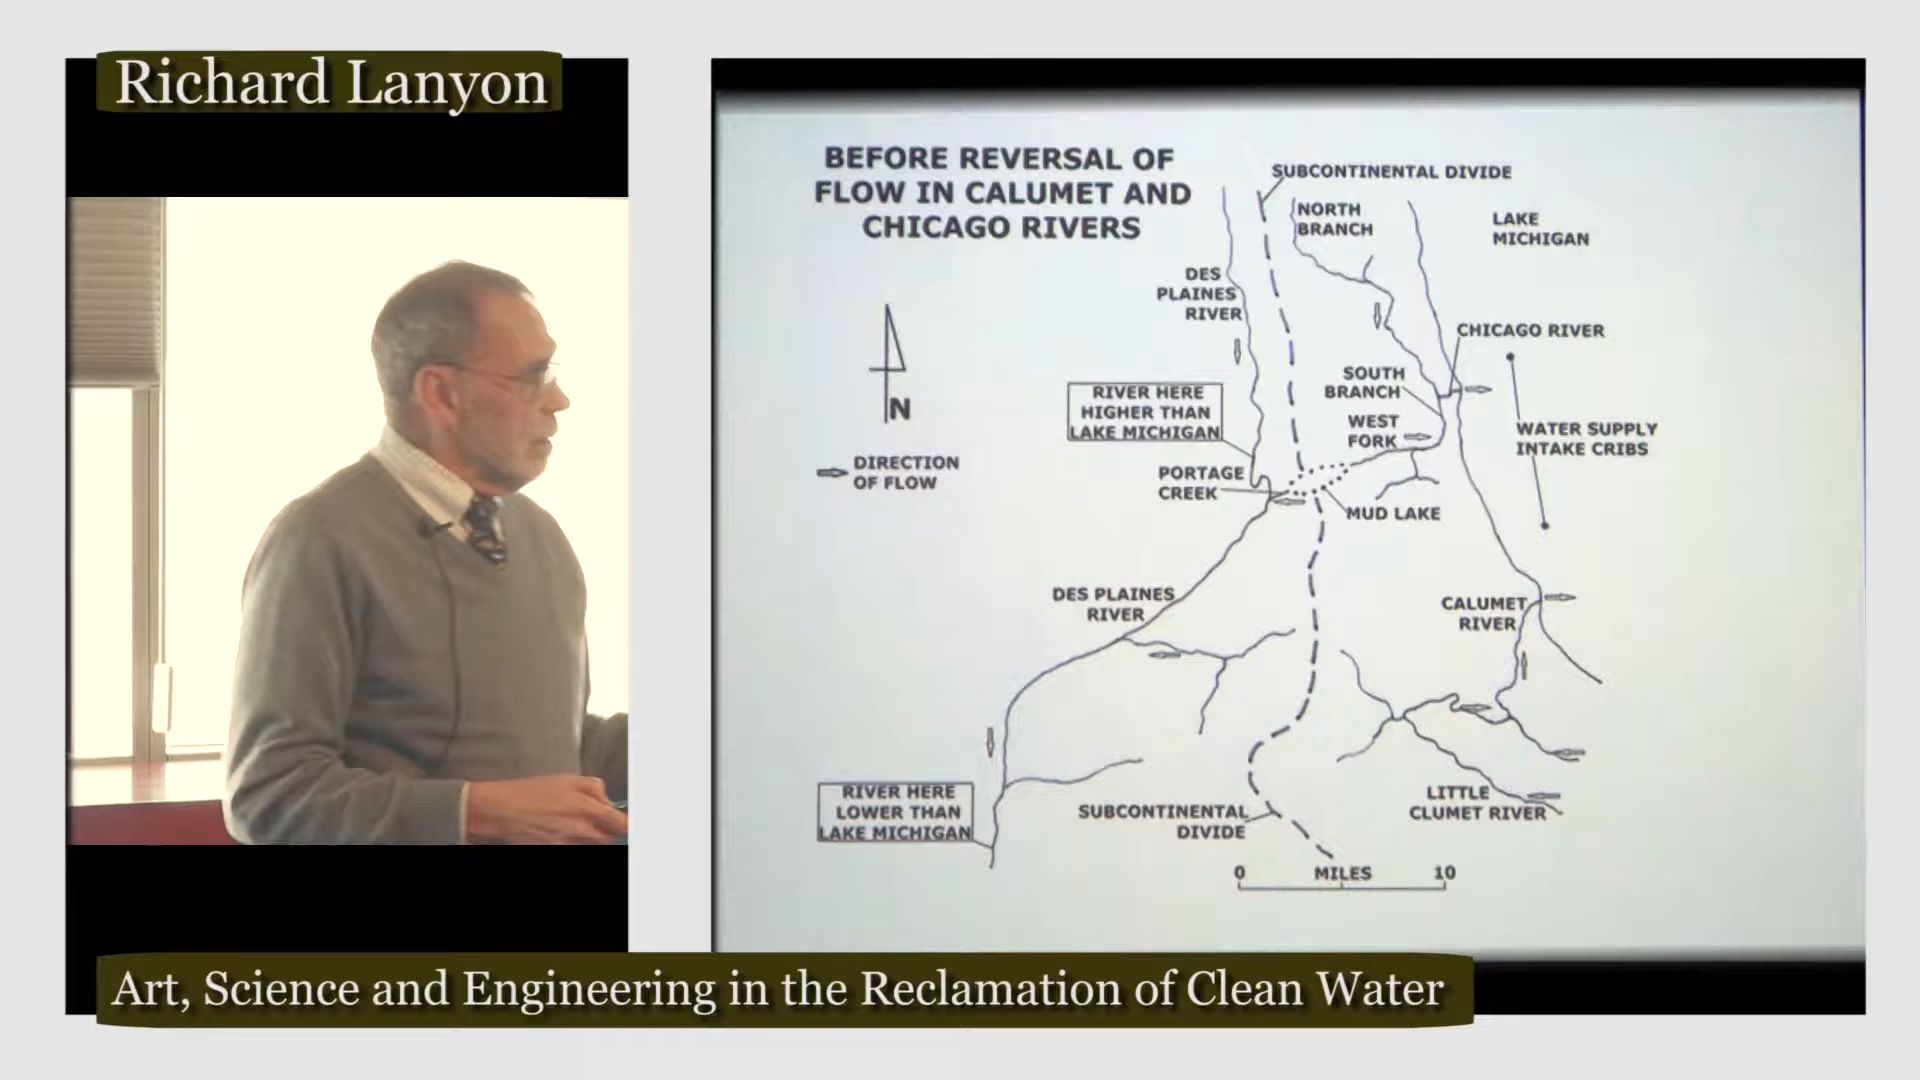 Richard Lanyon
BEFORE REVERSAL OF
FLOW IN CALUMET AND
CHICAGO RIVERS
SUBCONTINENTAL DIVIDE
NORTH
BRANCH
LAKE
MICHIGAN
DES
PLAINES
RIVER
CHICAGO RIVER
SOUTH
BRANCH
RIVER HERE
HIGHER THAN
LAKE MICHIGAN
N
WEST
FORK
WATER SUPPLY
INTAKE CRIBS
DIRECTION
OF FLOW
PORTAGE
CREEK
MUD LAKE
DES PLAINES
RIVER
CALUMET
RIVER
RIVER HERE
LOWER THAN
LAKE MICHIGAN
SUBCONTINENTAL
DIVIDE
LITTLE
CLUMET RIVER
0 MILES 10
Art, Science and Engineering in the Reclamation of Clean Water